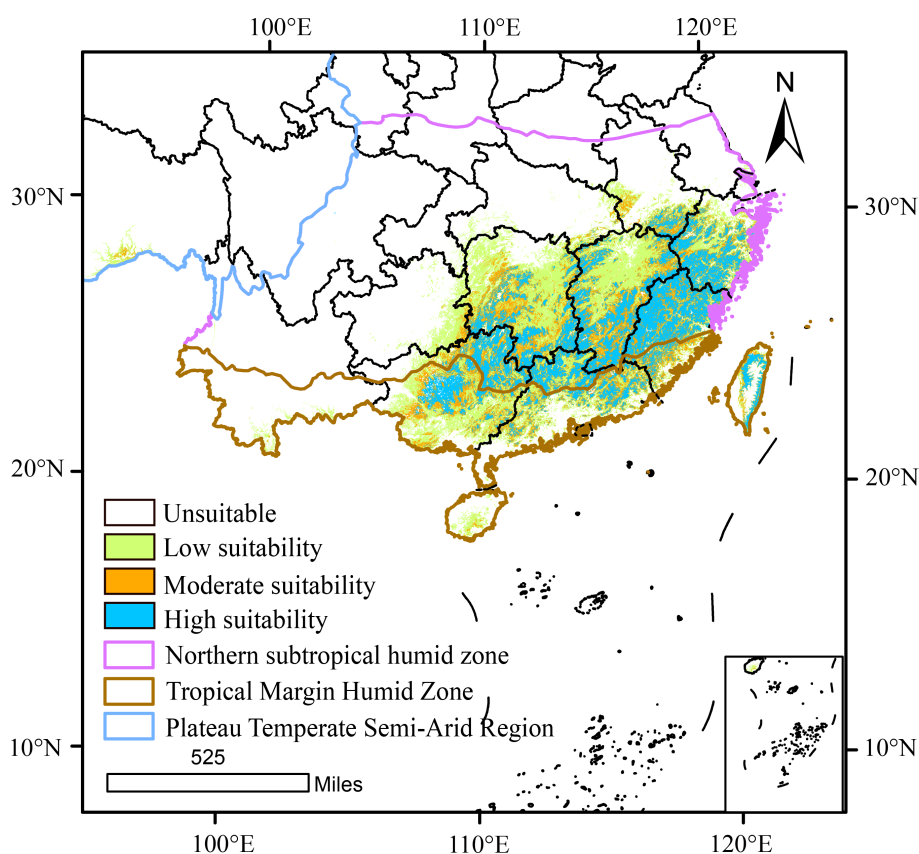 100°E 110°E 120°E
N
30°N 30°N
20°N 20°N
Unsuitable
Low suitability
Moderate suitability
High suitability
Northern subtropical humid zone
Tropical Margin Humid Zone
Plateau Temperate Semi-Arid Region
10°N 10°N
525
Miles
100°E 110°E 120°E